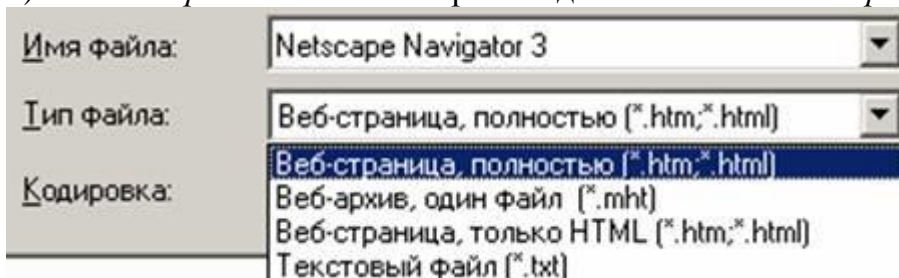 Имя файла: Netscape Navigator 3
Тип файла: Веб-страница, полностью (*.htm;*.html)
Веб-страница, полностью (*.htm;*.html)
Кодировка: Веб-архив, один файл (*.mht)
Веб-страница, только HTML (*.htm;*.html)
Текстовый файл (*.txt)